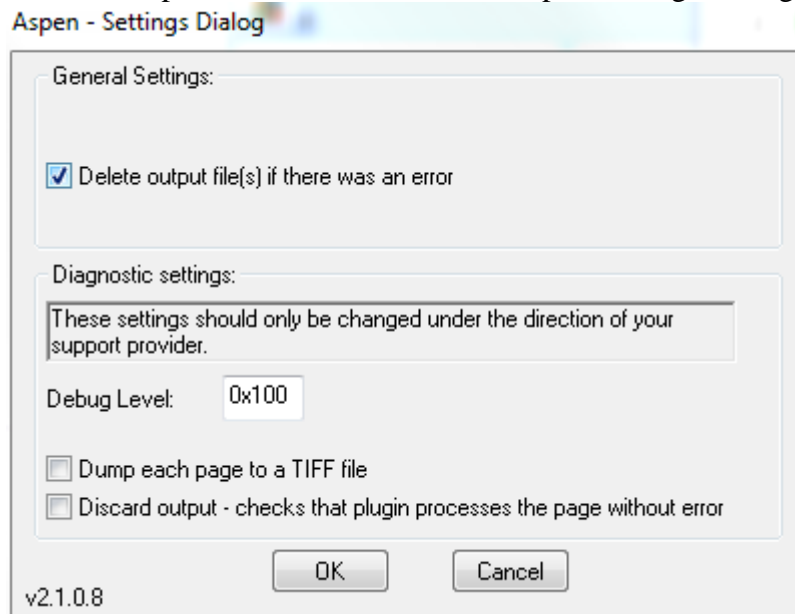 Aspen - Settings Dialog
General Settings:
Delete output file(s) if there was an error
Diagnostic settings:
These settings should only be changed under the direction of your
support provider.
Debug Level: 0x100
Dump each page to a TIFF file
Discard output - checks that plugin processes the page without error
OK Cancel
v2.1.0.8